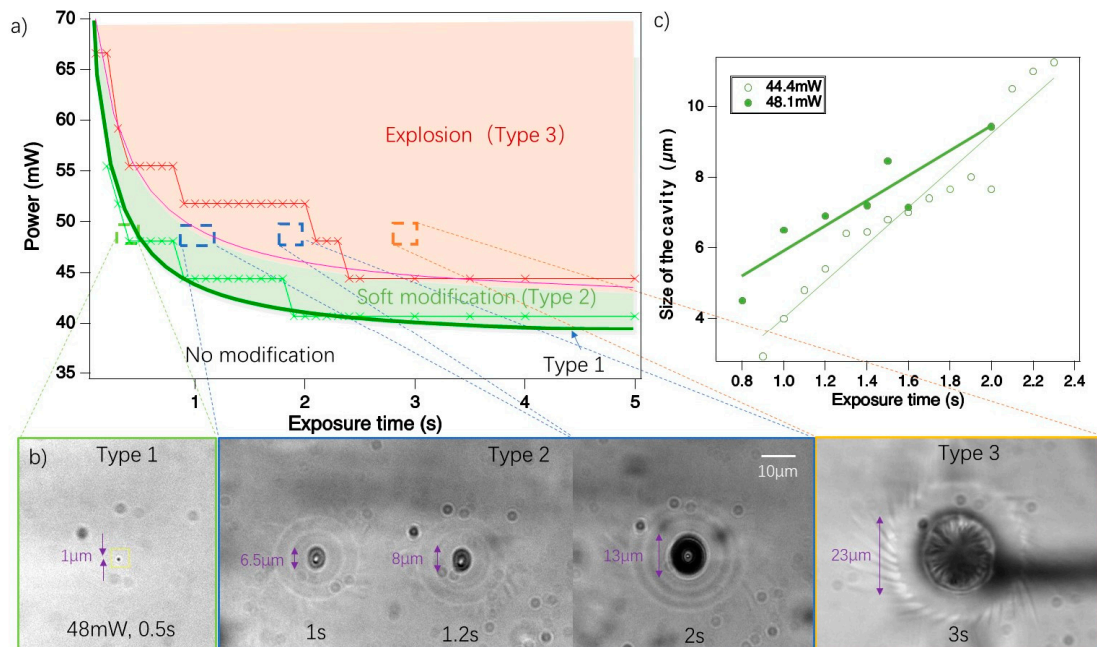 a)
70
65
60
55
50
45
40
35
Power (mW)
Explosion (Type 3)
Soft modification (Type 2)
No modification
Type 1
1
2
3
4
5
Exposure time (s)
c)
44.4mW
48.1mW
10
8
6
4
Size of the cavity (μm)
0.8
1.0
1.2
1.4
1.6
1.8
2.0
2.2
2.4
Exposure time (s)
b)
Type 1
1μm
48mW, 0.5s
Type 2
10μm
6.5μm
8μm
13μm
1s
1.2s
2s
Type 3
23μm
3s